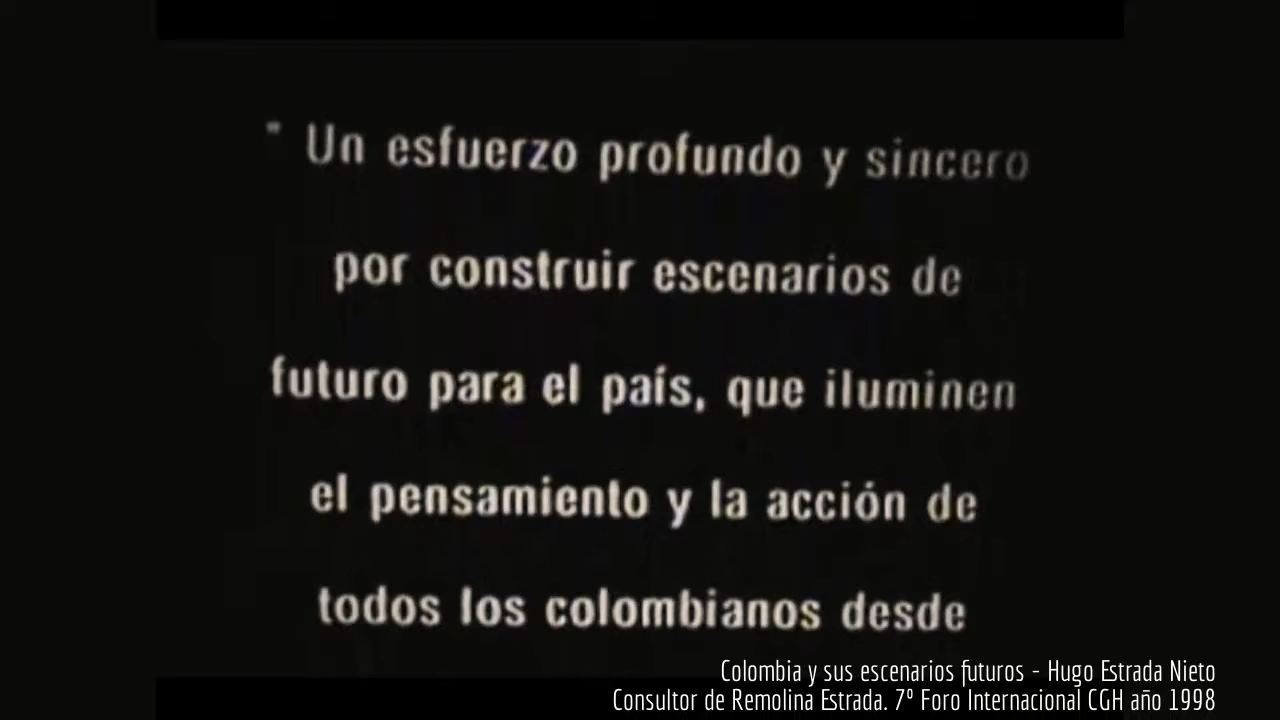 " Un esfuerzo profundo y sincero
por construir escenarios de
futuro para el país, que iluminen
el pensamiento y la acción de
todos los colombianos desde
Colombia y sus escenarios futuros - Hugo Estrada Nieto
Consultor de Remolina Estrada. 7º Foro Internacional CGH año 1998